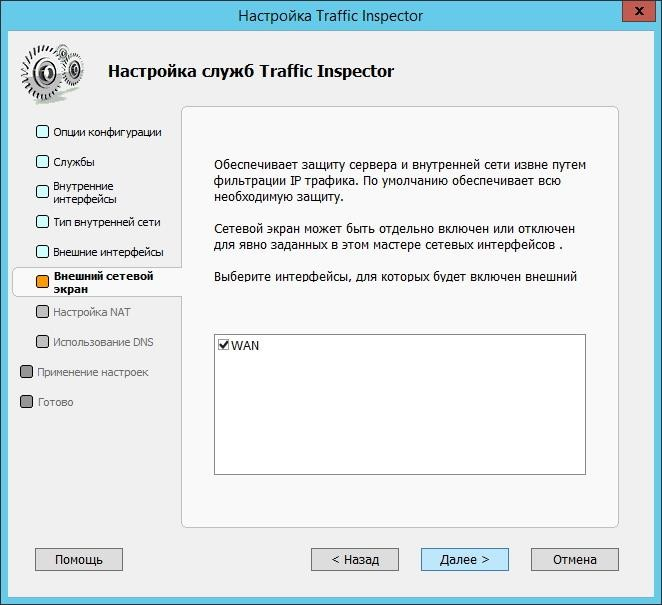 Настройка Traffic Inspector
x
Настройка служб Traffic Inspector
Опции конфигурации
Службы
Внутренние
интерфейсы
Тип внутренней сети
Внешние интерфейсы
Внешний сетевой
экран
Настройка NAT
Использование DNS
Применение настроек
Готово
Обеспечивает защиту сервера и внутренней сети извне путем
фильтрации IP трафика. По умолчанию обеспечивает всю
необходимую защиту.
Сетевой экран может быть отдельно включен или отключен
для явно заданных в этом мастере сетевых интерфейсов .
Выберите интерфейсы, для которых будет включен внешний
WAN
Помощь
< Назад
Далее >
Отмена